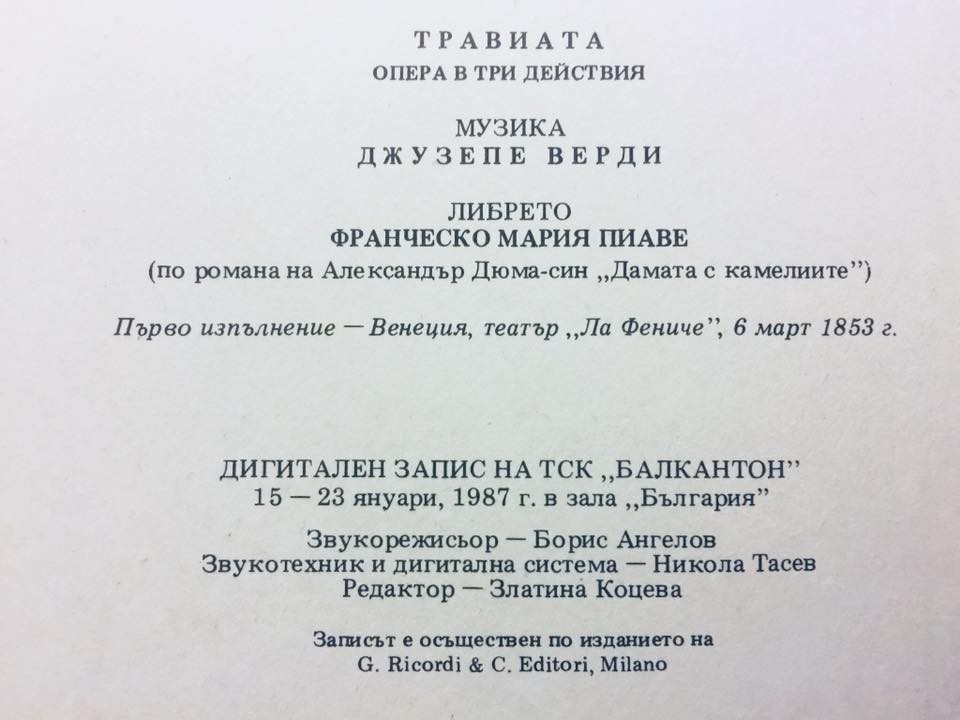 ТРАВИАТА
ОПЕРА В ТРИ ДЕЙСТВИЯ
МУЗИКА
ДЖУЗЕПЕ ВЕРДИ
ЛИБРЕТО
ФРАНЧЕСКО МАРИЯ ПИАВЕ
(по романа на Александър Дюма-син ,,Дамата с камелиите”)
Първо изпълнение — Венеция, театър ,,Ла Фениче”, 6 март 1853 г.
ДИГИТАЛЕН ЗАПИС НА ТСК ,,БАЛКАНТОН”
15 — 23 януари, 1987 г. в зала ,,България”
Звукорежисьор — Борис Ангелов
Звукотехник и дигитална система — Никола Тасев
Редактор — Златина Коцева
Записът е осъществен по изданието на
G. Ricordi & C. Editori, Milano